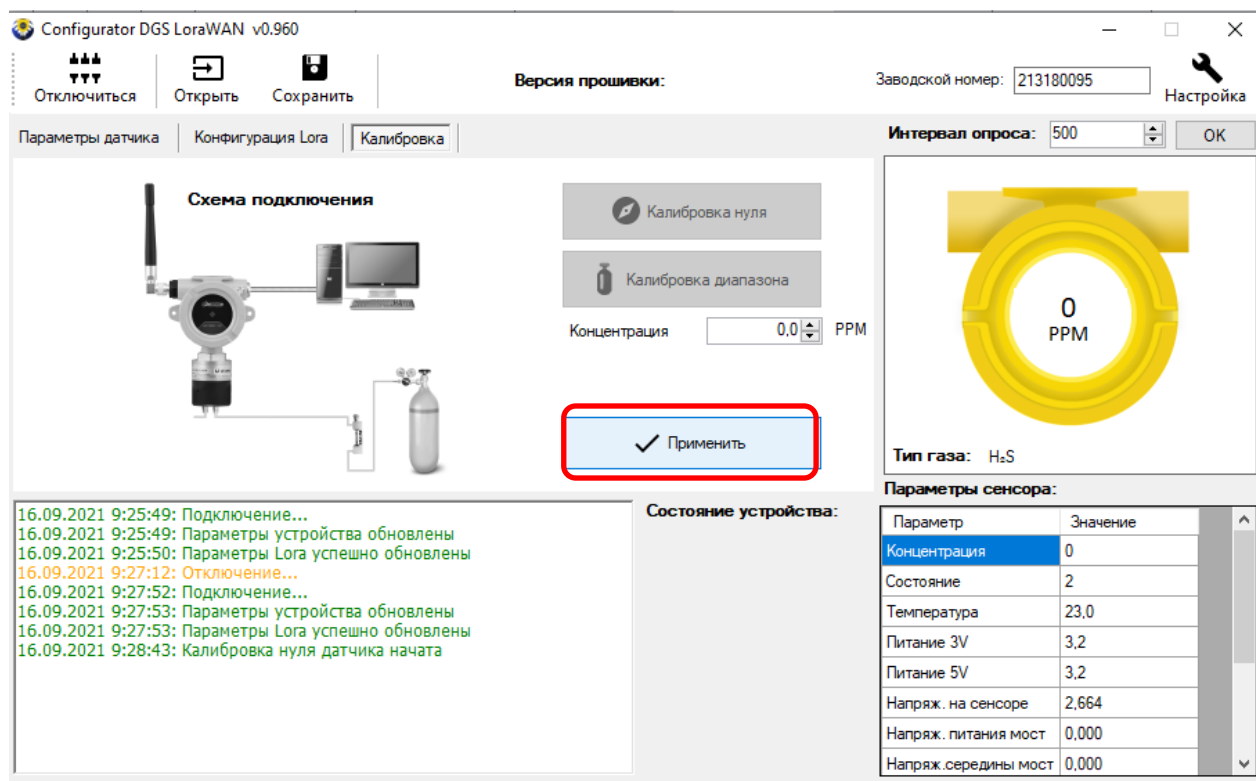 Configurator DGS LoraWAN v0.960
Отключиться
Открыть
Сохранить
Версия прошивки:
Заводской номер: 213180095
Настройка
Параметры датчика
Конфигурация Lora
Калибровка
Интервал опроса: 500
OK
Схема подключения
Калибровка нуля
Калибровка диапазона
Концентрация 0,0 PPM
Применить
0
PPM
Тип газа: H₂S
16.09.2021 9:25:49: Подключение...
16.09.2021 9:25:49: Параметры устройства обновлены
16.09.2021 9:25:50: Параметры Lora успешно обновлены
16.09.2021 9:27:12: Отключение...
16.09.2021 9:27:52: Подключение...
16.09.2021 9:27:53: Параметры устройства обновлены
16.09.2021 9:27:53: Параметры Lora успешно обновлены
16.09.2021 9:28:43: Калибровка нуля датчика начата
Состояние устройства:
Параметры сенсора:
Параметр Значение
Концентрация 0
Состояние 2
Температура 23,0
Питание 3V 3,2
Питание 5V 3,2
Напряж. на сенсоре 2,664
Напряж. питания мост 0,000
Напряж.середины мост 0,000